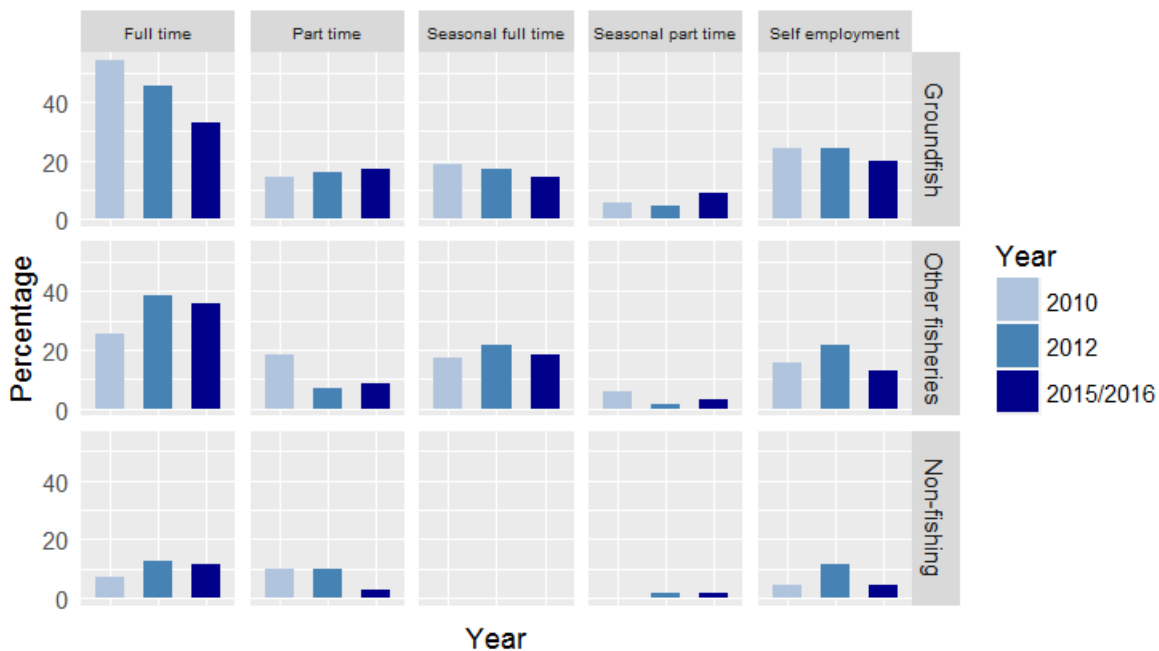 Full time
Part time
Seasonal full time
Seasonal part time
Self employment
40
20
0
Groundfish
40
20
0
Other fisheries
40
20
0
Non-fishing
Percentage
Year
Year
2010
2012
2015/2016